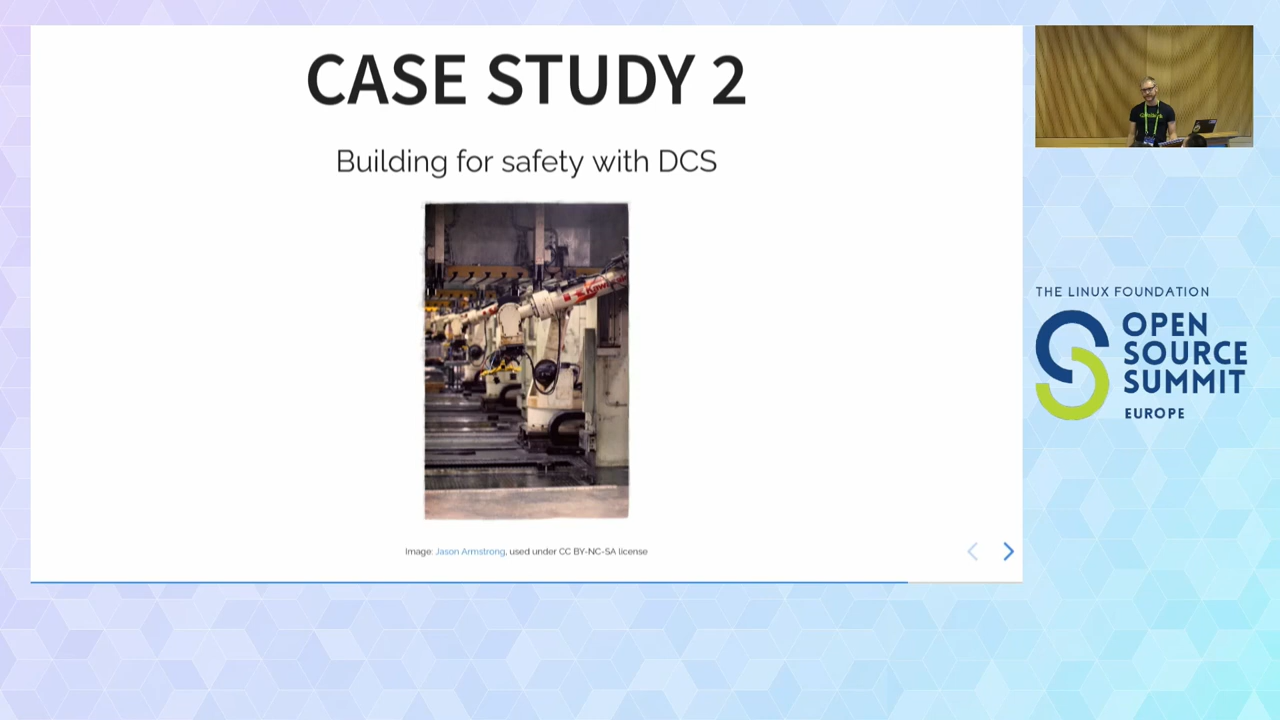 CASE STUDY 2
Building for safety with DCS
Image: Jason Armstrong, used under CC BY-NC-SA license
THE LINUX FOUNDATION
OPEN
SOURCE
SUMMIT
EUROPE